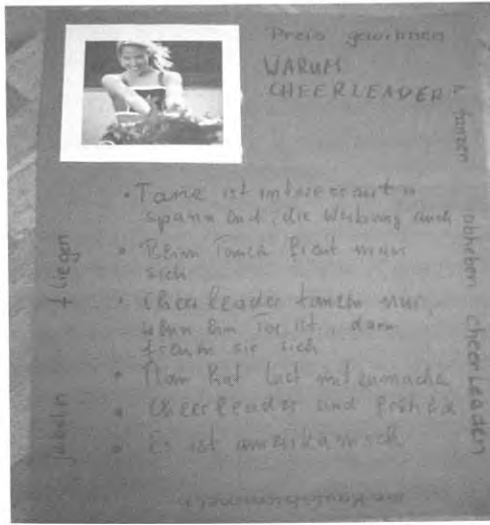 Preis gewinnen
WARUM
CHEERLEADER?
• Tanz ist interessant u
spannend, die Werbung auch
• Beim Tanzen freut man
sich
• Cheerleader tanzen nur,
wenn ein Tor ist, dann
freuen sie sich
• Man hat Lust mitzumachen
• Cheerleader sind
• Es ist amerikanisch
tanzen
abheben
cheerleaden
fliegen
jubeln